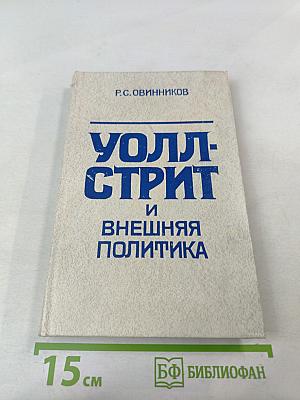 Р.С.ОВИННИКОВ
УОЛЛ-
СТРИТ
И
ВНЕШНЯЯ
ПОЛИТИКА
15 см
БФ БИБЛИОФАН